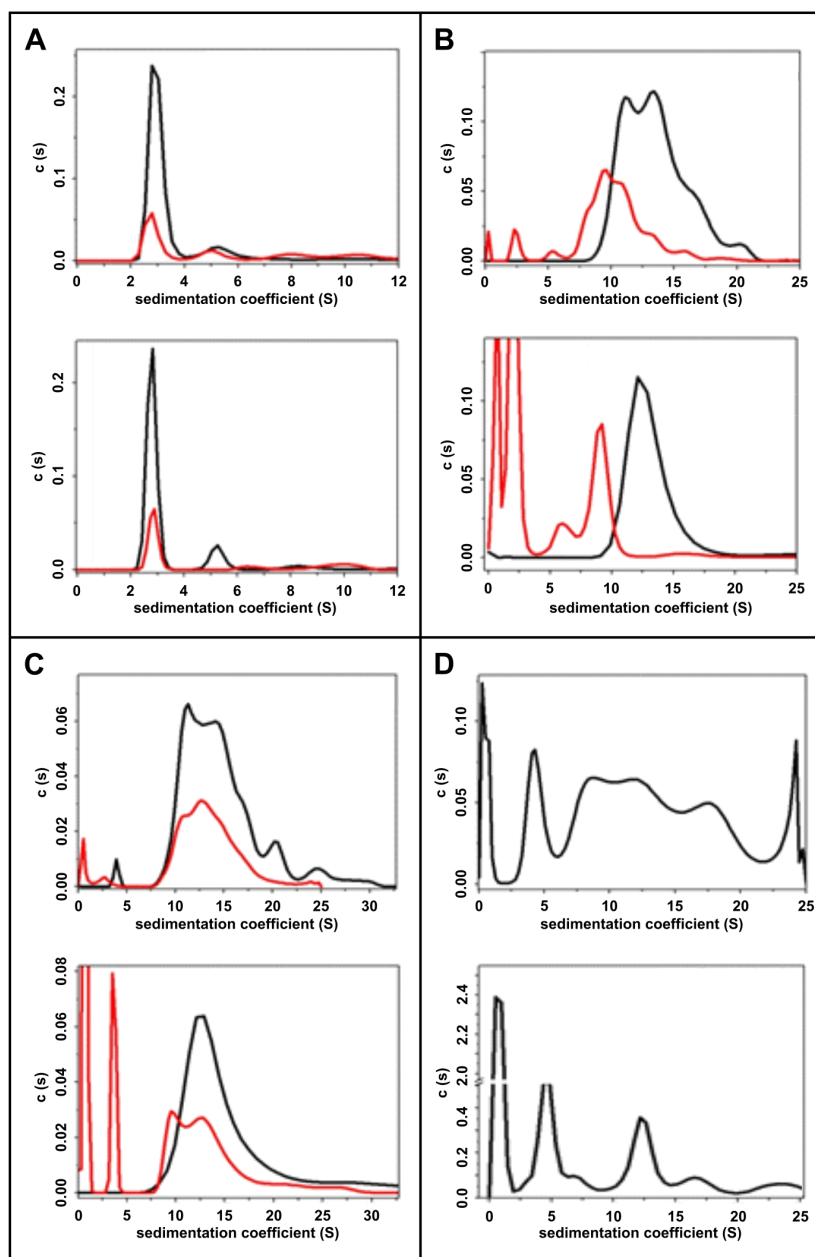 A
0.2
0.1
0.0
c (s)
0 2 4 6 8 10 12
sedimentation coefficient (S)
0.2
0.1
0.0
c (s)
0 2 4 6 8 10 12
sedimentation coefficient (S)
B
0.10
0.05
0.00
c (s)
0 5 10 15 20 25
sedimentation coefficient (S)
0.10
0.05
0.00
c (s)
0 5 10 15 20 25
sedimentation coefficient (S)
C
0.06
0.04
0.02
0.00
c (s)
0 5 10 15 20 25 30
sedimentation coefficient (S)
0.08
0.06
0.04
0.02
0.00
c (s)
0 5 10 15 20 25 30
sedimentation coefficient (S)
D
0.10
0.05
0.00
c (s)
0 5 10 15 20 25
sedimentation coefficient (S)
2.4
2.2
2.0
0.4
0.2
0.0
c (s)
0 5 10 15 20 25
sedimentation coefficient (S)